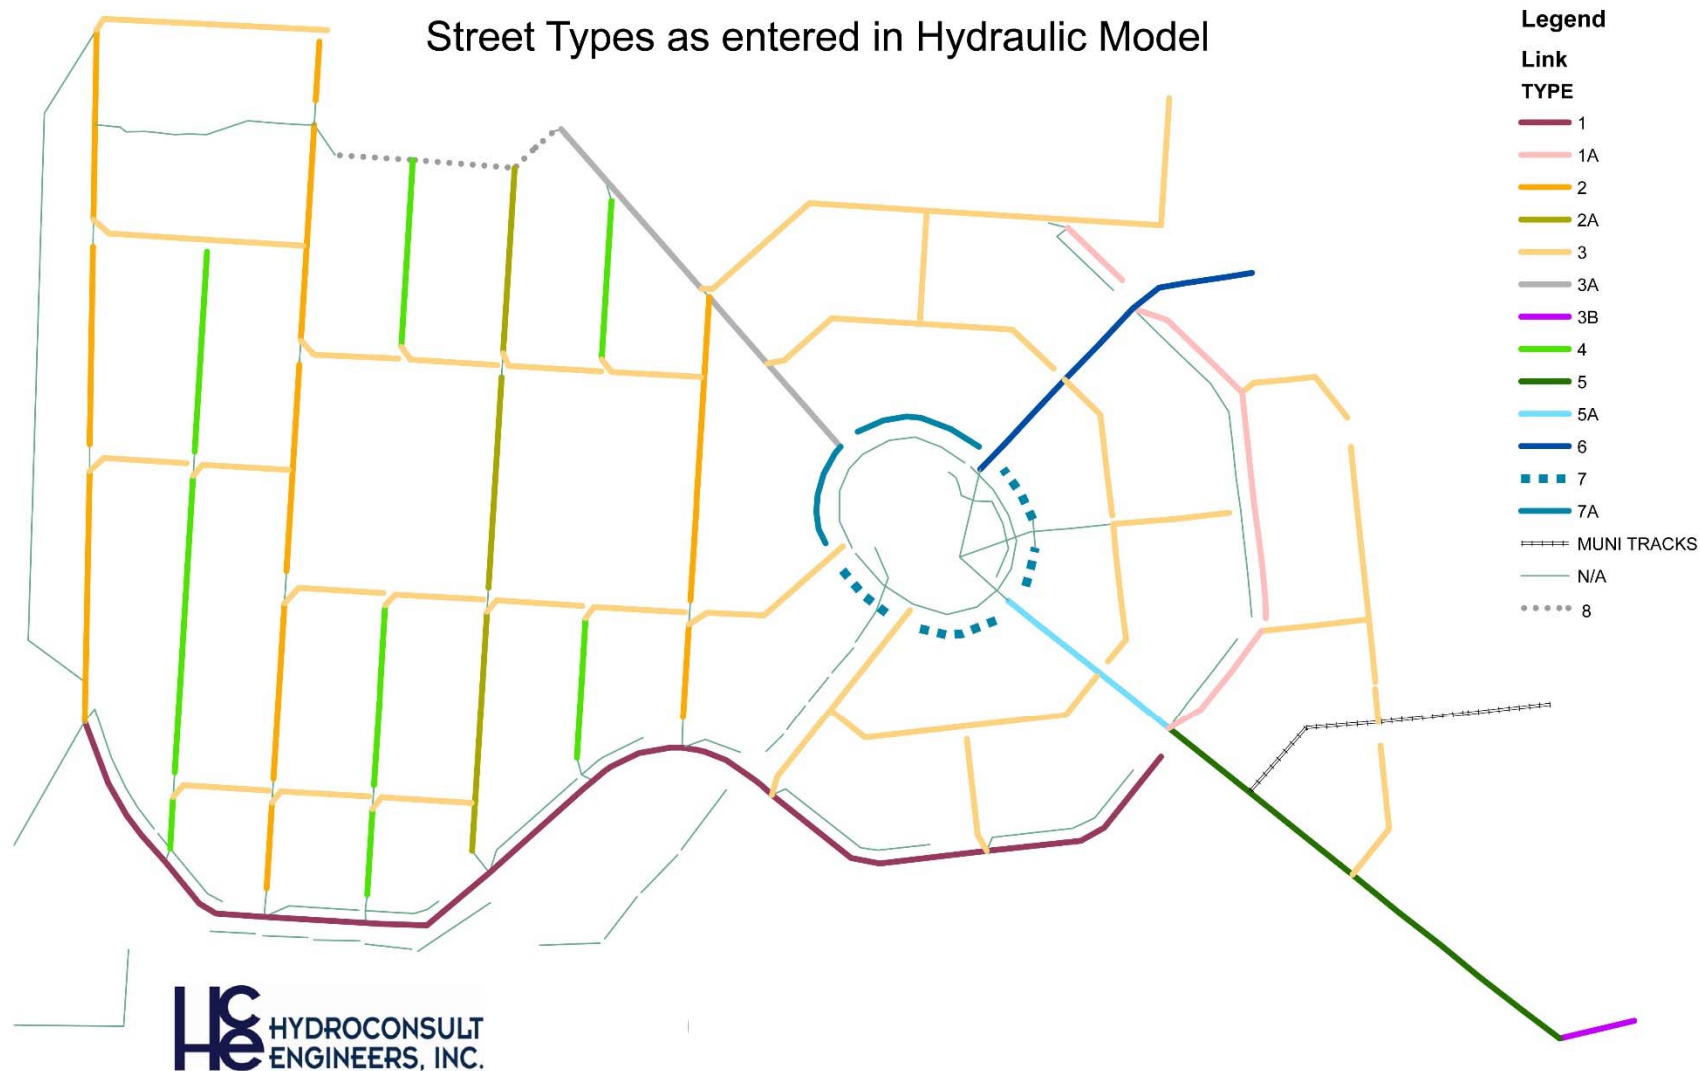 Street Types as entered in Hydraulic Model
Legend
Link
TYPE
1
1A
2
2A
3
3A
3B
4
5
5A
6
7
7A
MUNI TRACKS
N/A
8
HCe HYDROCONSULT
ENGINEERS, INC.